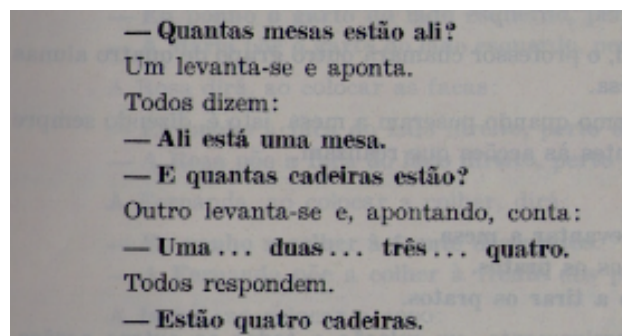 — Quantas mesas estão ali?
Um levanta-se e aponta.
Todos dizem:
— Ali está uma mesa.
— E quantas cadeiras estão?
Outro levanta-se e, apontando, conta:
— Uma... duas... três... quatro.
Todos respondem.
— Estão quatro cadeiras.